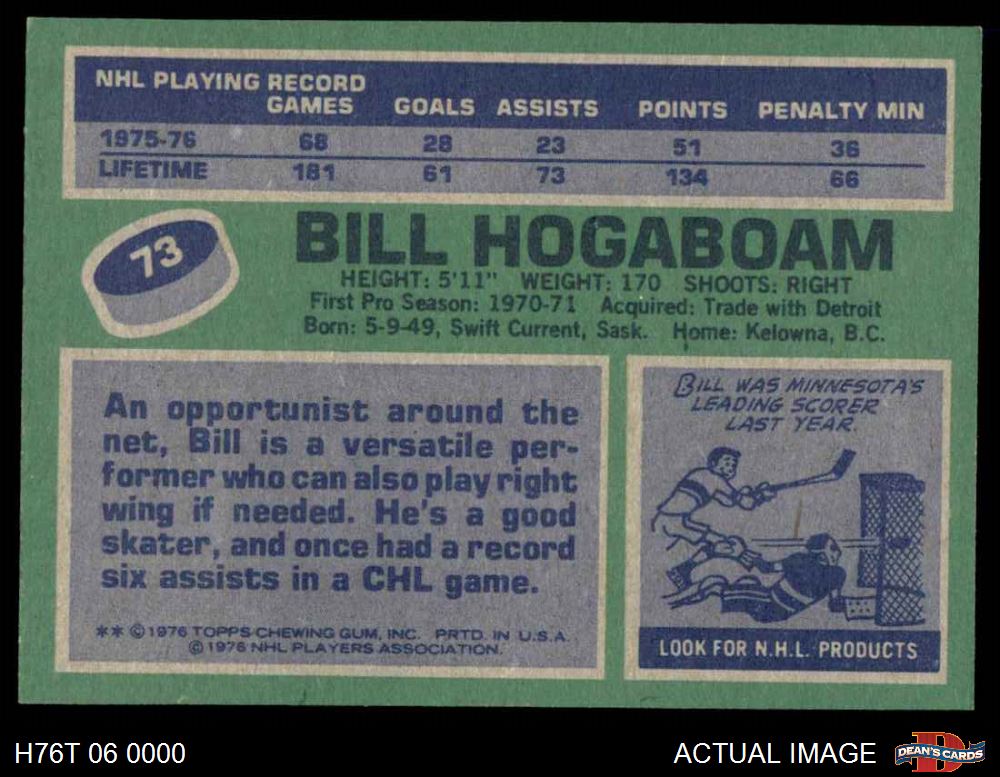 NHL PLAYING RECORD
GAMES GOALS ASSISTS POINTS PENALTY MIN
1975-76 68 28 23 51 36
LIFETIME 181 61 73 134 66
73
BILL HOGABOAM
HEIGHT: 5'11" WEIGHT: 170 SHOOTS: RIGHT
First Pro Season: 1970-71 Acquired: Trade with Detroit
Born: 5-9-49, Swift Current, Sask. Home: Kelowna, B.C.
An opportunist around the
net, Bill is a versatile per-
former who can also play right
wing if needed. He's a good
skater, and once had a record
six assists in a CHL game.
** © 1976 TOPPS CHEWING GUM, INC. PRTD. IN U.S.A.
© 1976 NHL PLAYERS ASSOCIATION.
BILL WAS MINNESOTA'S
LEADING SCORER
LAST YEAR.
LOOK FOR N.H.L. PRODUCTS
H76T 06 0000
ACTUAL IMAGE
D
DEAN'S CARDS